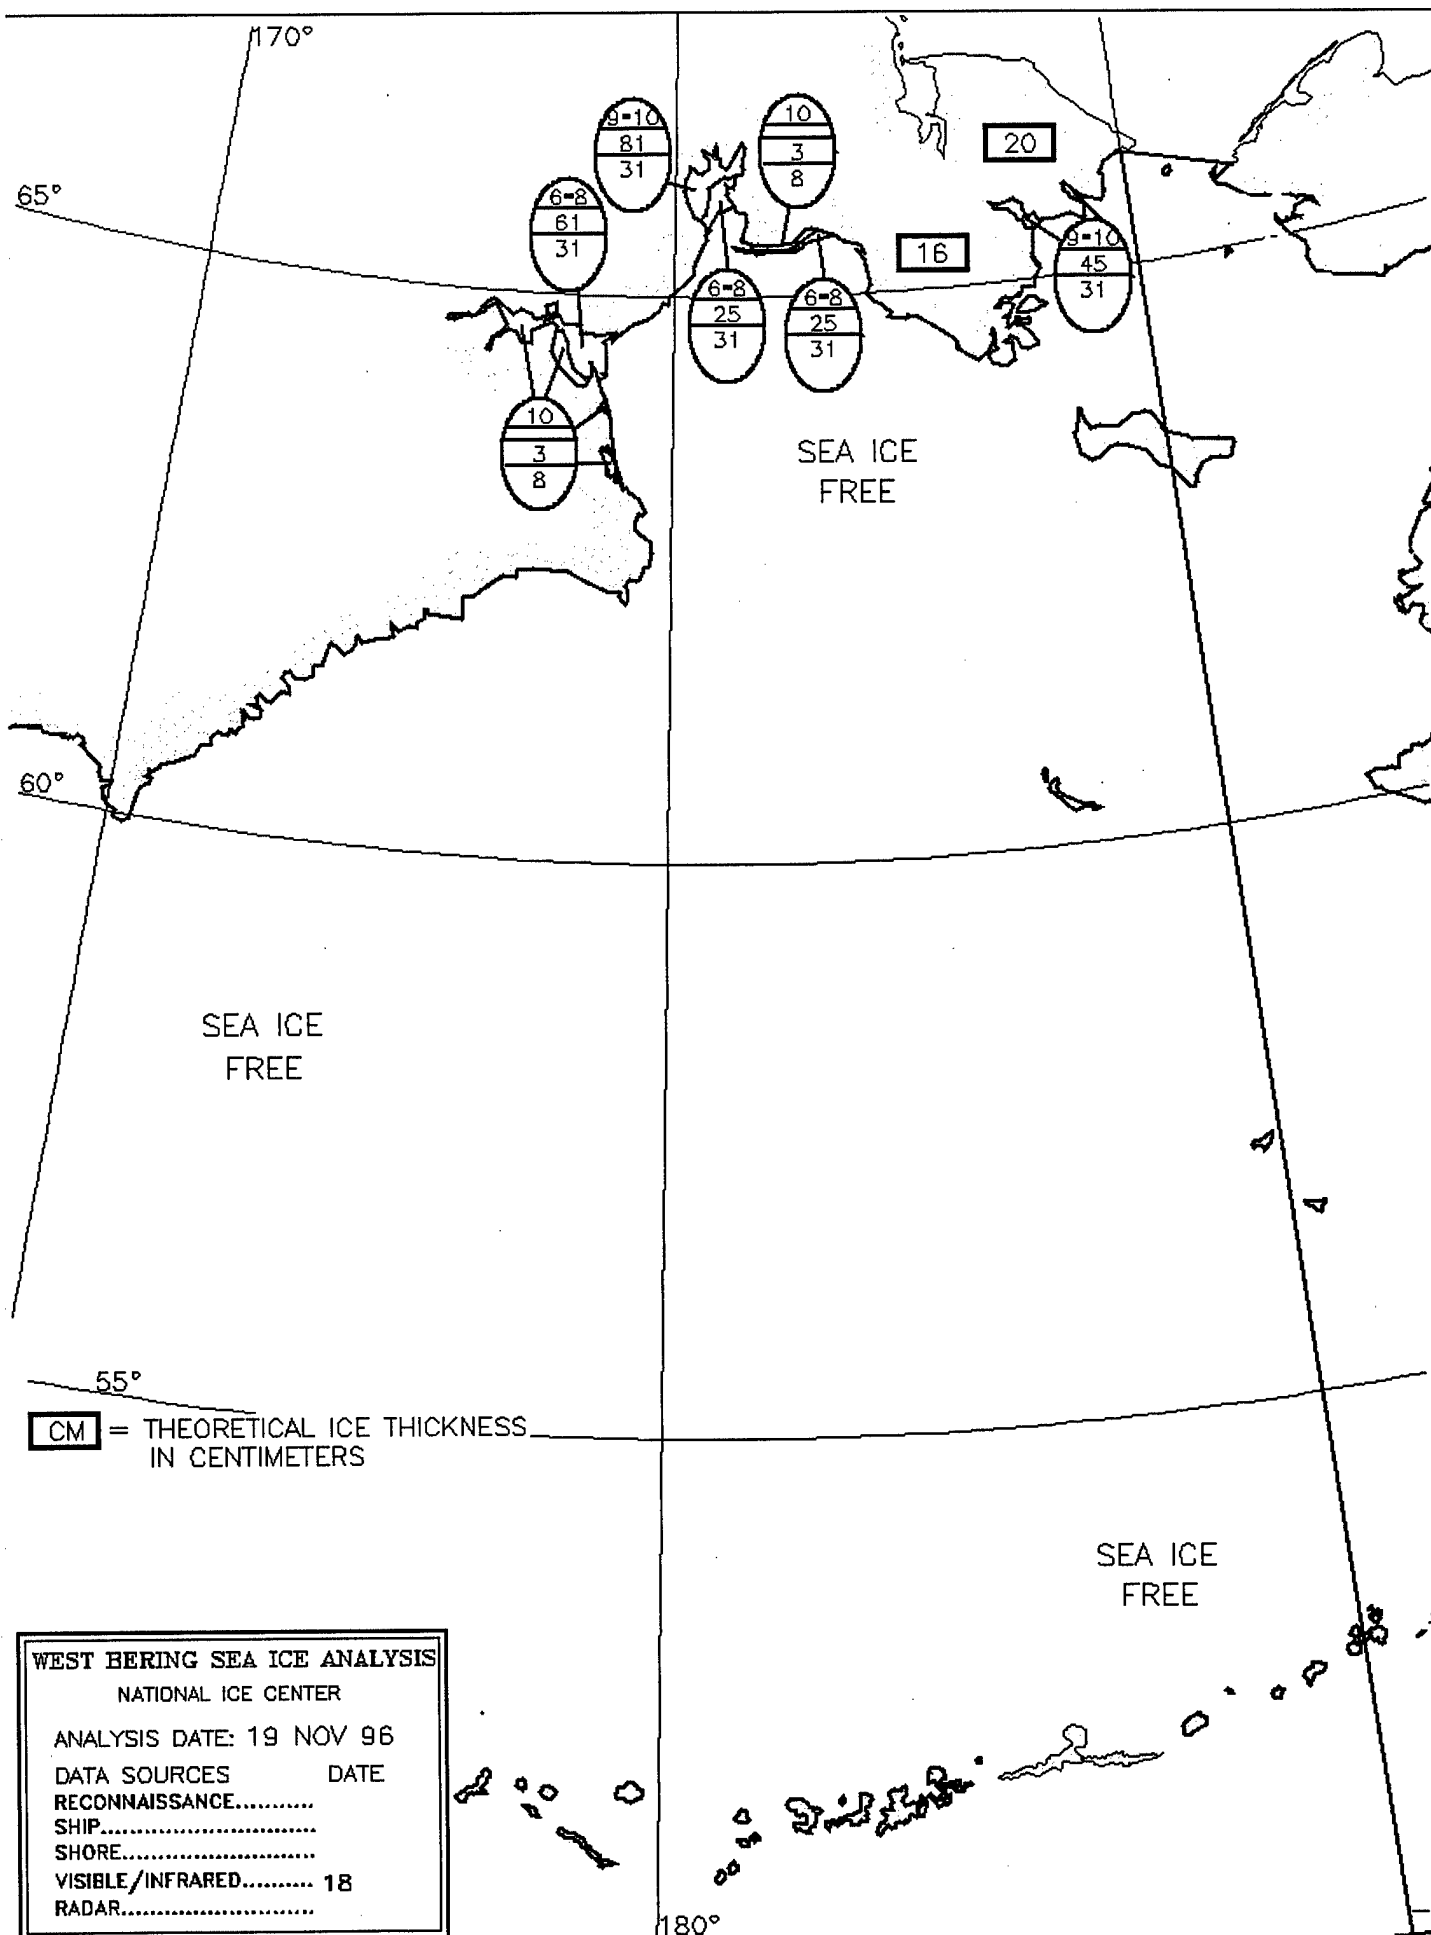 170°
9-10
81
31
10
3
8
20
65°
6-8
61
31
16
9-10
45
31
6-8
25
31
6-8
25
31
10
3
8
SEA ICE
FREE
60°
SEA ICE
FREE
55°
CM = THEORETICAL ICE THICKNESS
IN CENTIMETERS
SEA ICE
FREE
WEST BERING SEA ICE ANALYSIS
NATIONAL ICE CENTER
ANALYSIS DATE: 19 NOV 96
DATA SOURCES DATE
RECONNAISSANCE...........
SHIP..............................
SHORE...........................
VISIBLE/INFRARED.......... 18
RADAR...........................
180°